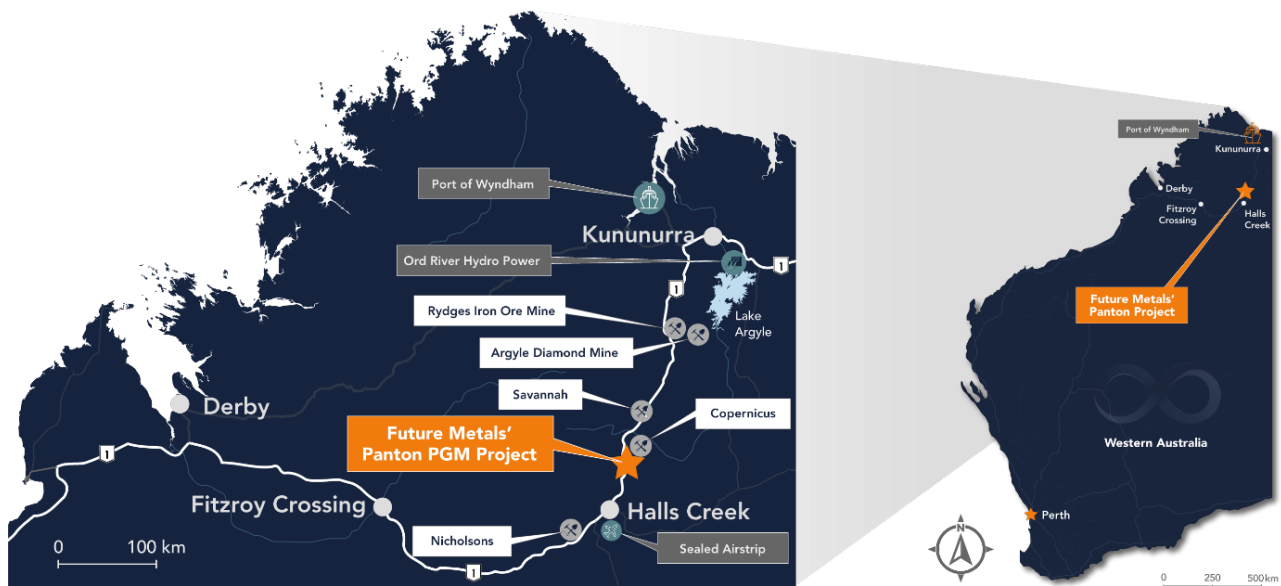 Port of Wyndham
Kununurra
Ord River Hydro Power
1
1
Rydges Iron Ore Mine
Lake
Argyle
Argyle Diamond Mine
Savannah
Copernicus
Derby
Future Metals'
Panton PGM Project
1
Fitzroy Crossing
Halls Creek
Nicholsons
Sealed Airstrip
0 100 km
1
Port of Wyndham
Kununurra
Derby
Fitzroy
Crossing
Halls
Creek
Future Metals'
Panton Project
Western Australia
Perth
N
0 250 500km